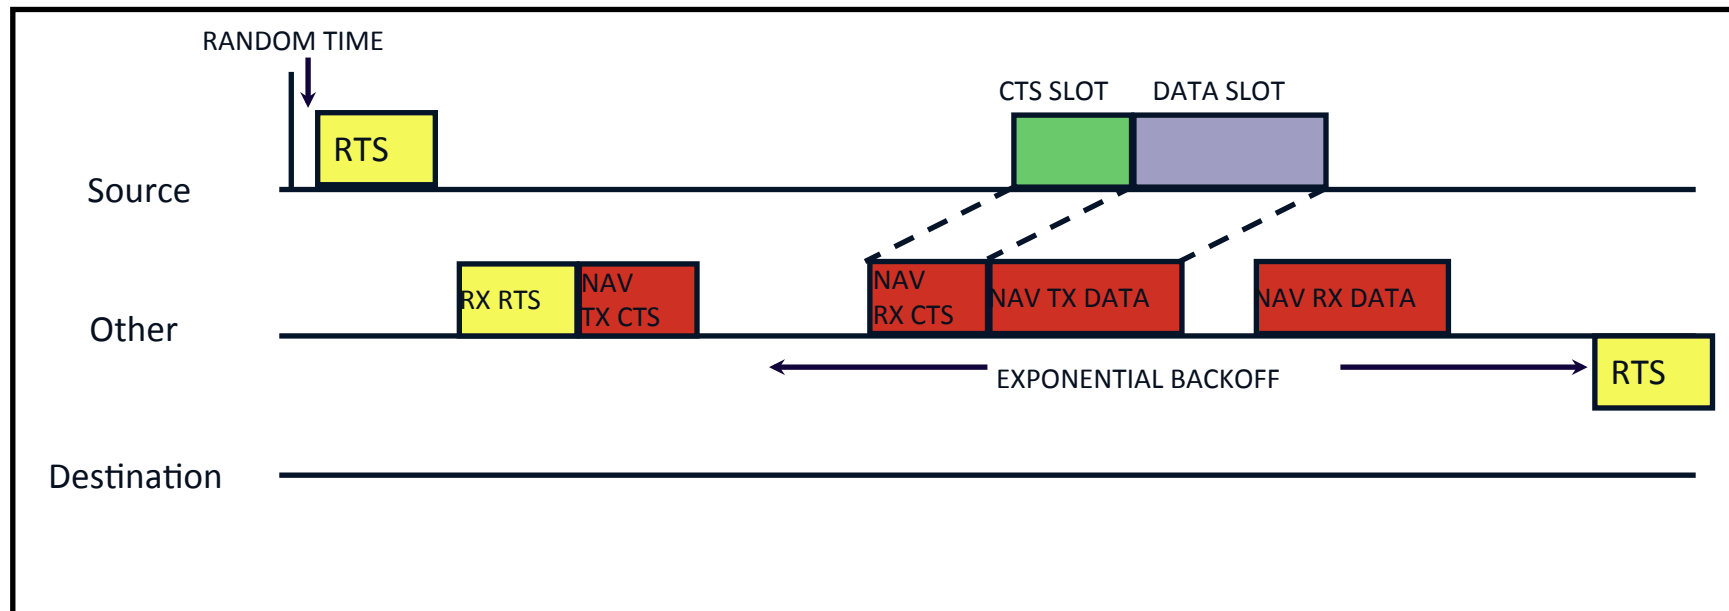 RANDOM TIME
CTS SLOT DATA SLOT
RTS
Source
RX RTS
NAV
TX CTS
NAV
RX CTS
NAV TX DATA
NAV RX DATA
Other
EXPONENTIAL BACKOFF
RTS
Destination